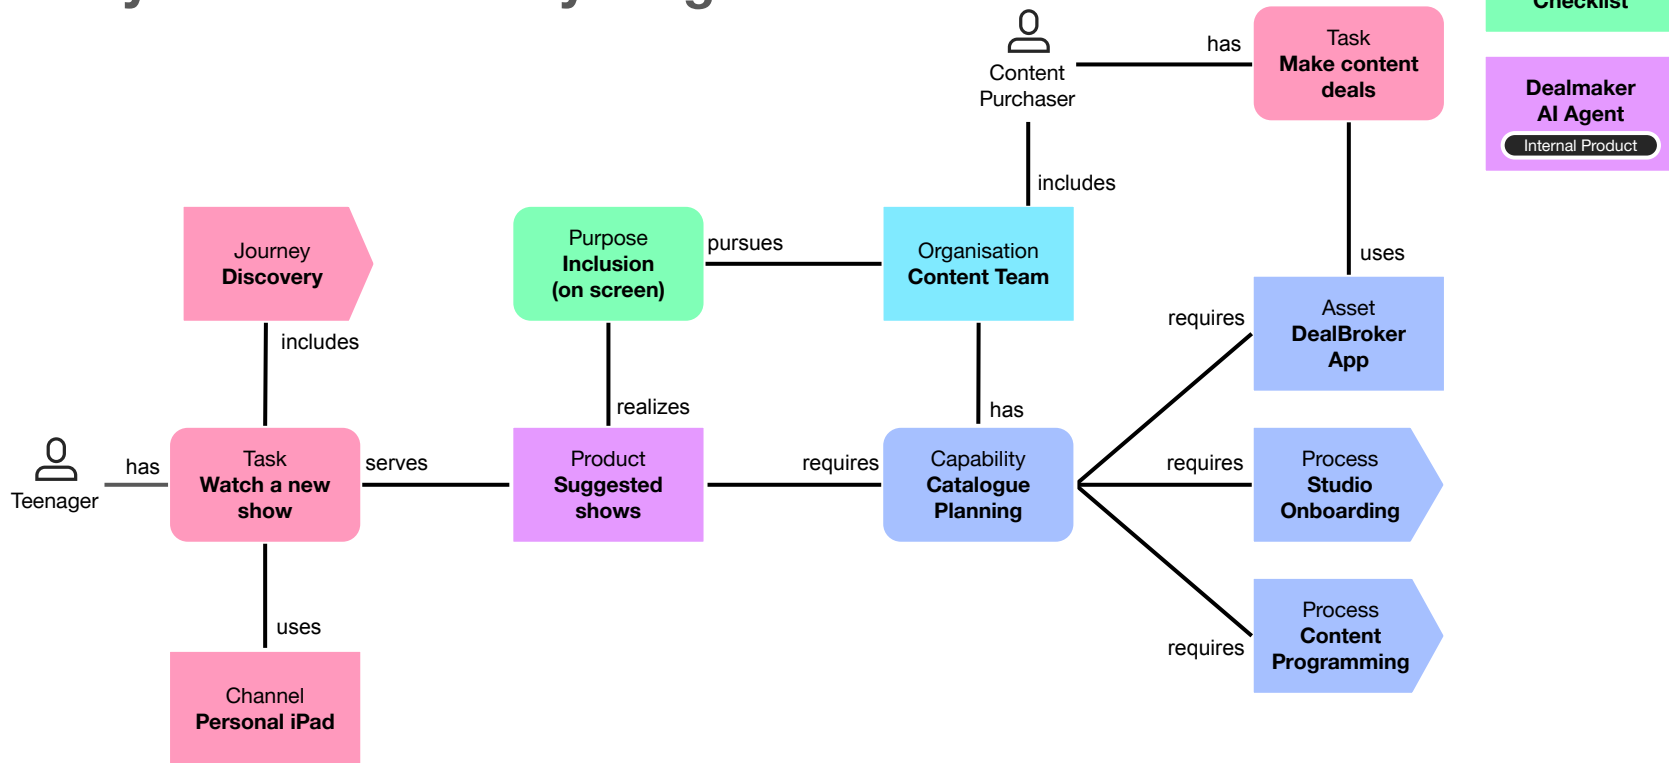 Checklist
Content
Purchaser
has
Task
Make content
deals
Dealmaker
AI Agent
Internal Product
includes
Journey
Discovery
Purpose
Inclusion
(on screen)
pursues
Organisation
Content Team
uses
requires
Asset
DealBroker
App
includes
realizes
has
Teenager
has
Task
Watch a new
show
serves
Product
Suggested
shows
requires
Capability
Catalogue
Planning
requires
Process
Studio
Onboarding
uses
requires
Process
Content
Programming
Channel
Personal iPad